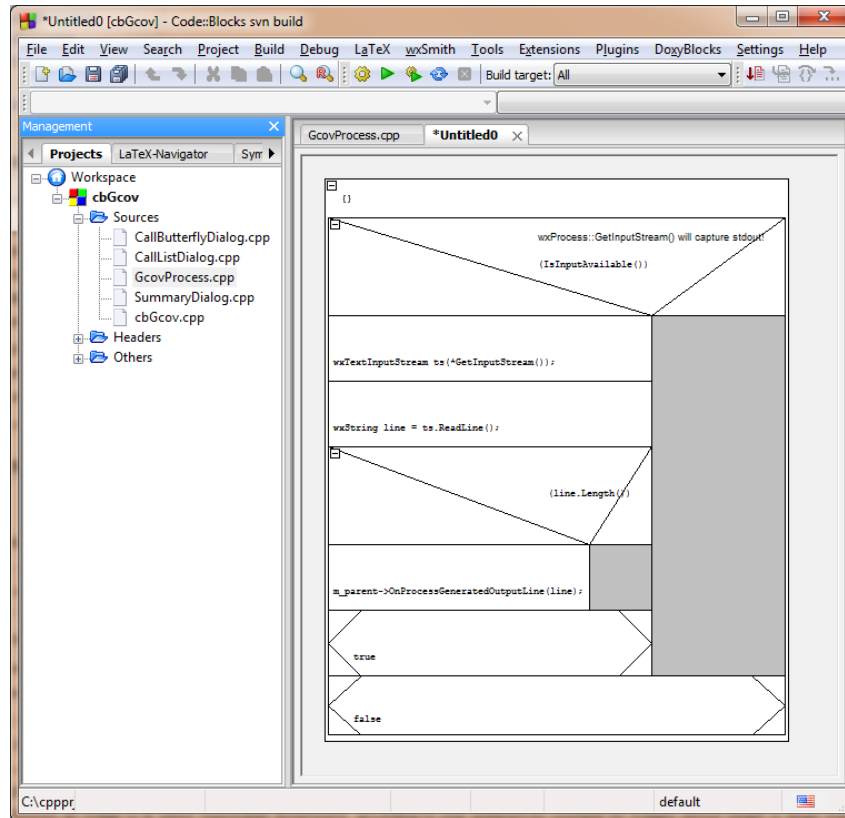 *Untitled0 [cbGcov] - Code::Blocks svn build
File Edit View Search Project Build Debug LaTeX wxSmith Tools Extensions Plugins DoxyBlocks Settings Help
Build target: All
Management
GcovProcess.cpp *Untitled0
Projects LaTeX-Navigator Sym
Workspace
cbGcov
Sources
CallButterflyDialog.cpp
CallListDialog.cpp
GcovProcess.cpp
SummaryDialog.cpp
cbGcov.cpp
Headers
Others
{}
wxProcess::GetInputStream() will capture stdout!
(IsInputAvailable())
wxTextInputStream ts(*GetInputStream());
wxString line = ts.ReadLine();
(line.Length())
m_parent->OnProcessGeneratedOutputLine(line);
true
false
C:\cppprj default